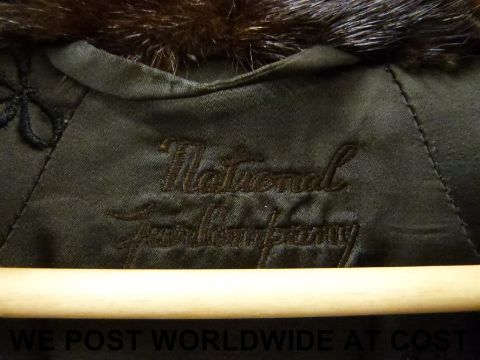 National
Fur Company
WE POST WORLDWIDE AT COST